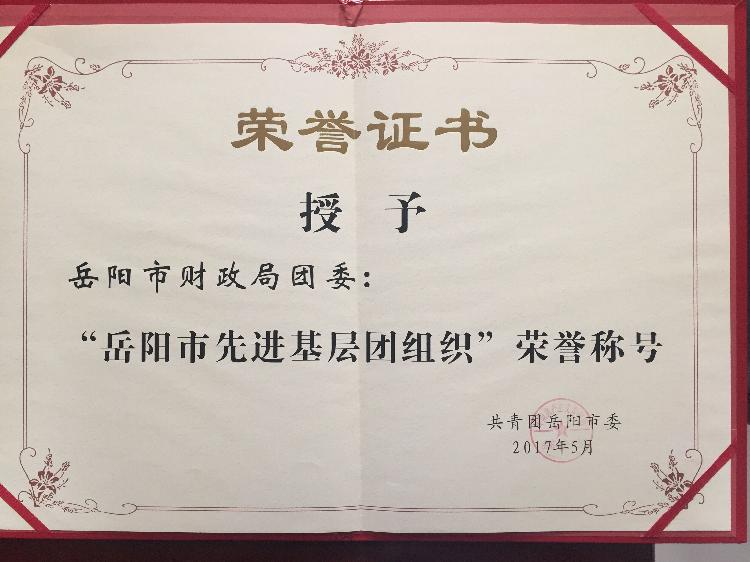 荣誉证书
授予
岳阳市财政局团委：
“岳阳市先进基层团组织”荣誉称号
共青团岳阳市委
2017年5月